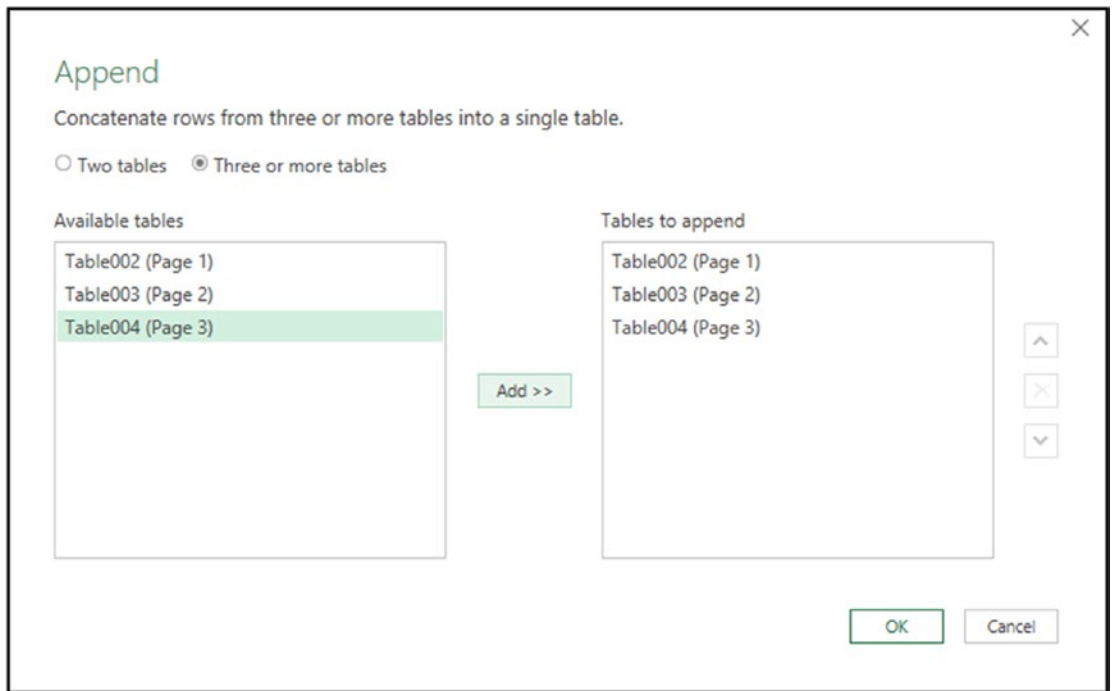 Append
Concatenate rows from three or more tables into a single table.
Two tables Three or more tables
Available tables
Table002 (Page 1)
Table003 (Page 2)
Table004 (Page 3)
Add >>
Tables to append
Table002 (Page 1)
Table003 (Page 2)
Table004 (Page 3)
OK Cancel